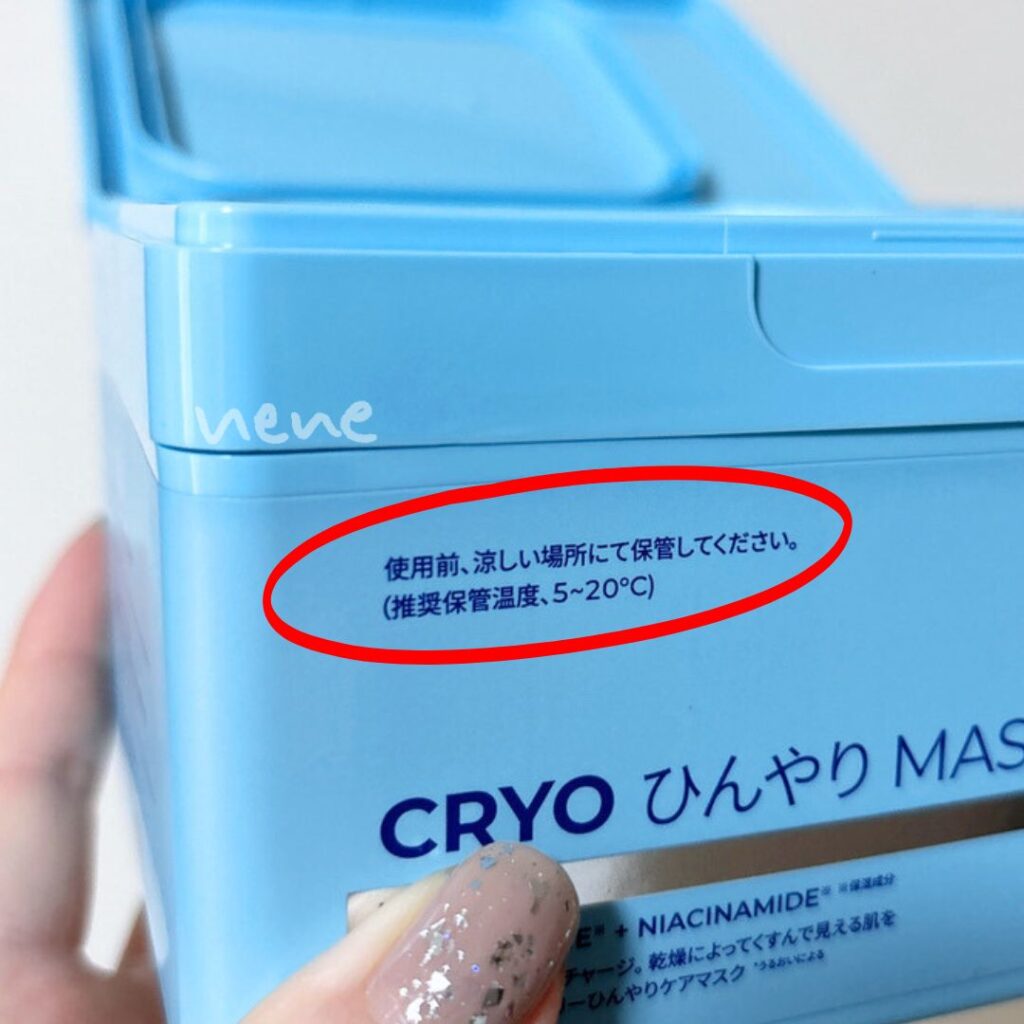 nene
使用前、涼しい場所にて保管してください。
(推奨保管温度、5~20°C)
CRYO ひんやり MAS
E※ + NIACINAMIDE※ ※保湿成分
チャージ。乾燥によってくすんで見える肌を
リーひんやりケアマスク *うるおいによる